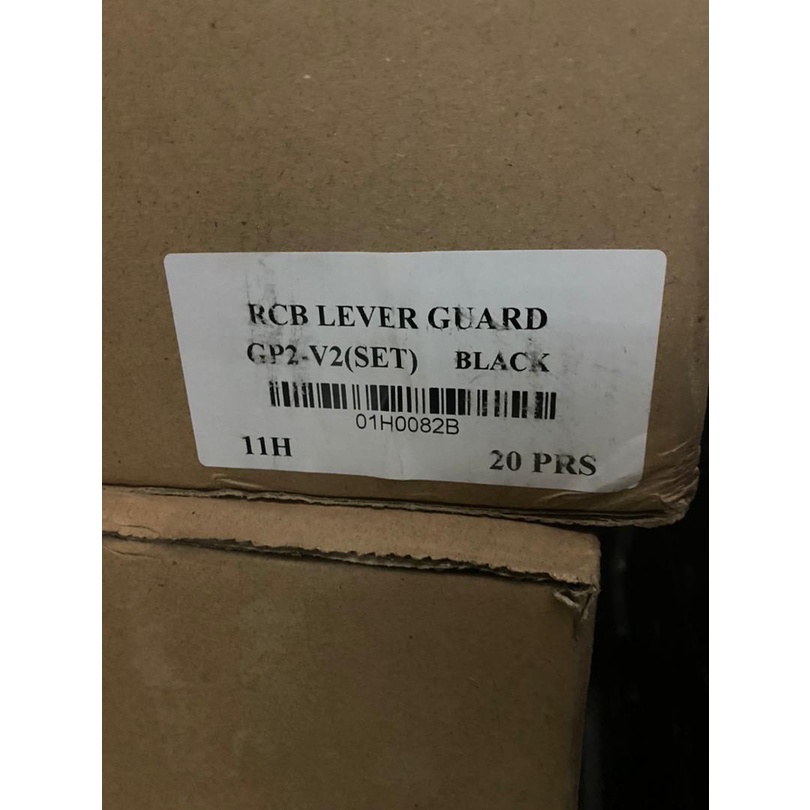 RCB LEVER GUARD
GP2-V2(SET) BLACK
01H0082B
11H 20 PRS